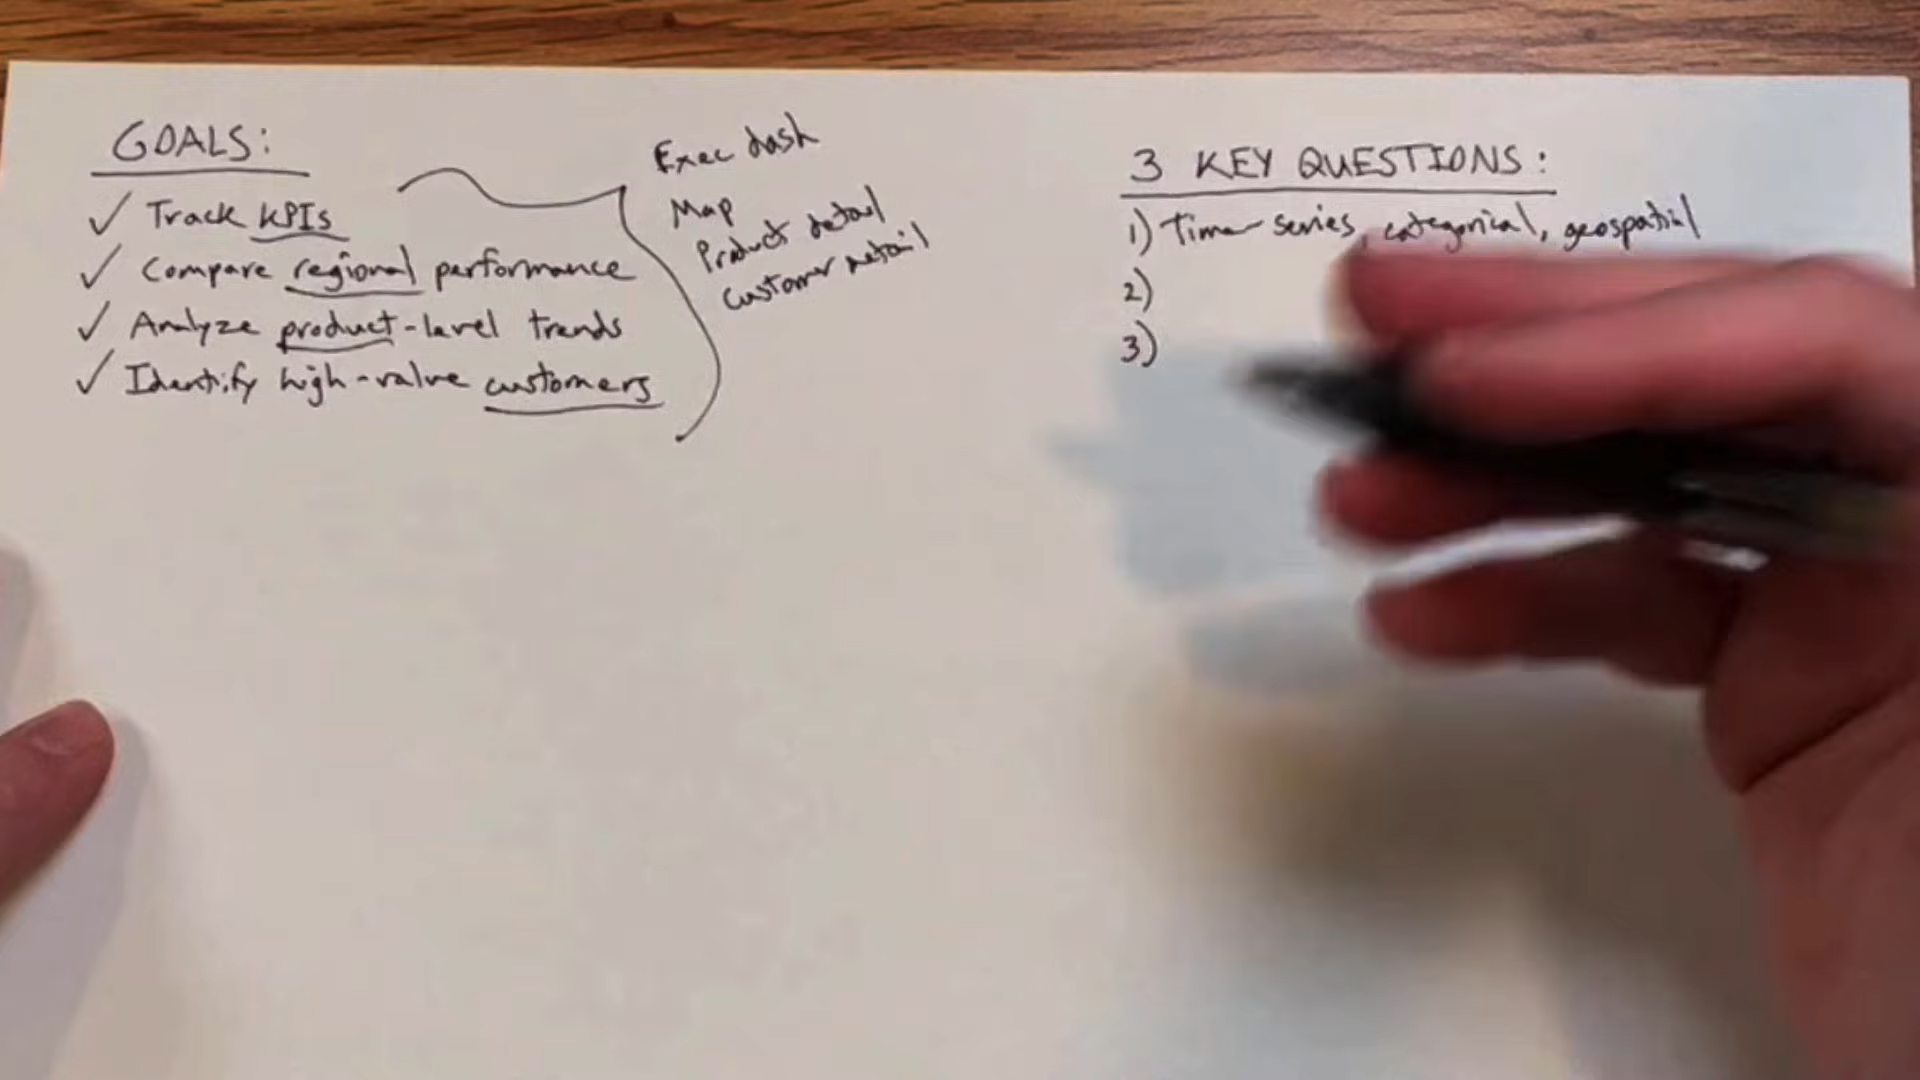 GOALS:
✓ Track KPIs
✓ Compare regional performance
✓ Analyze product-level trends
✓ Identify high-value customers
Exec dash
Map
Product detail
Customer detail
3 KEY QUESTIONS:
1) Time-series, categorical, geospatial
2)
3)